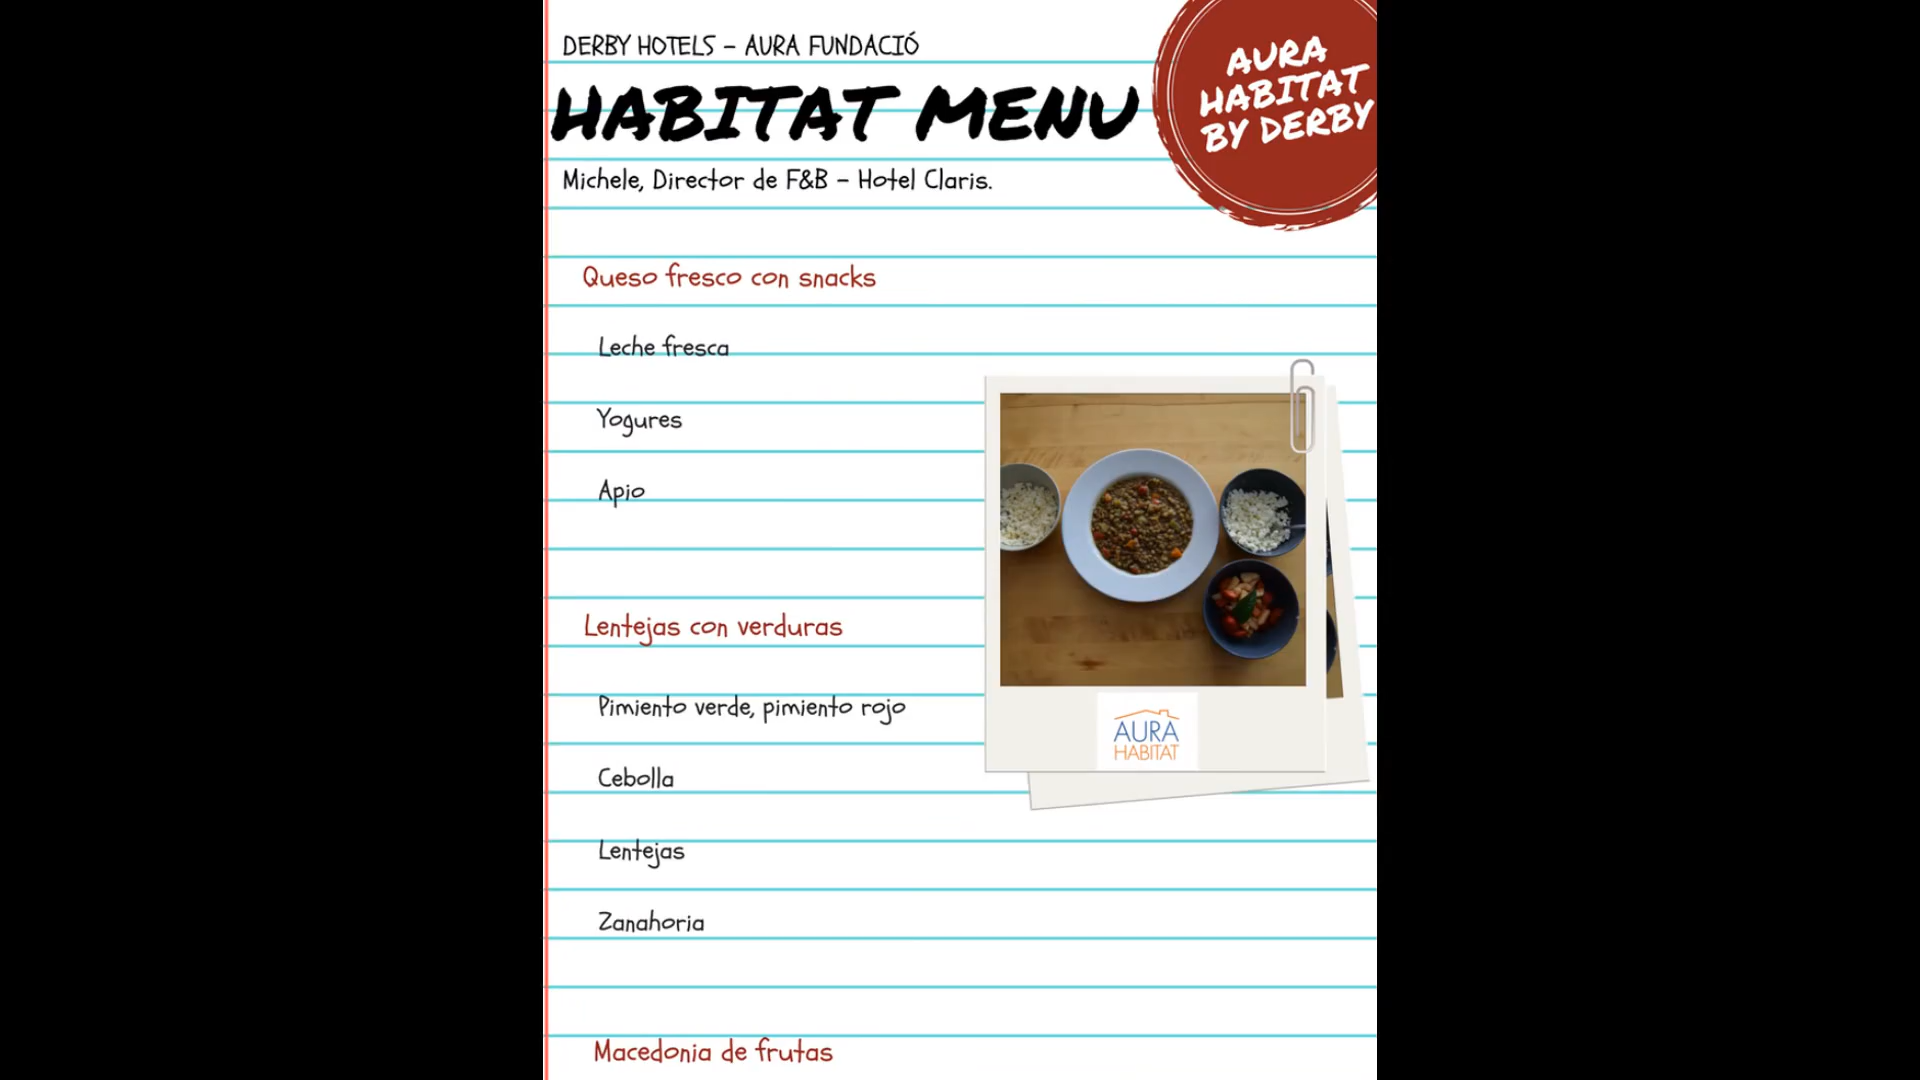 DERBY HOTELS - AURA FUNDACIÓ
HABITAT MENU
AURA
HABITAT
BY DERBY
Michele, Director de F&B - Hotel Claris.
Queso fresco con snacks
Leche fresca
Yogures
Apio
Lentejas con verduras
Pimiento verde, pimiento rojo
AURA
HABITAT
Cebolla
Lentejas
Zanahoria
Macedonia de frutas